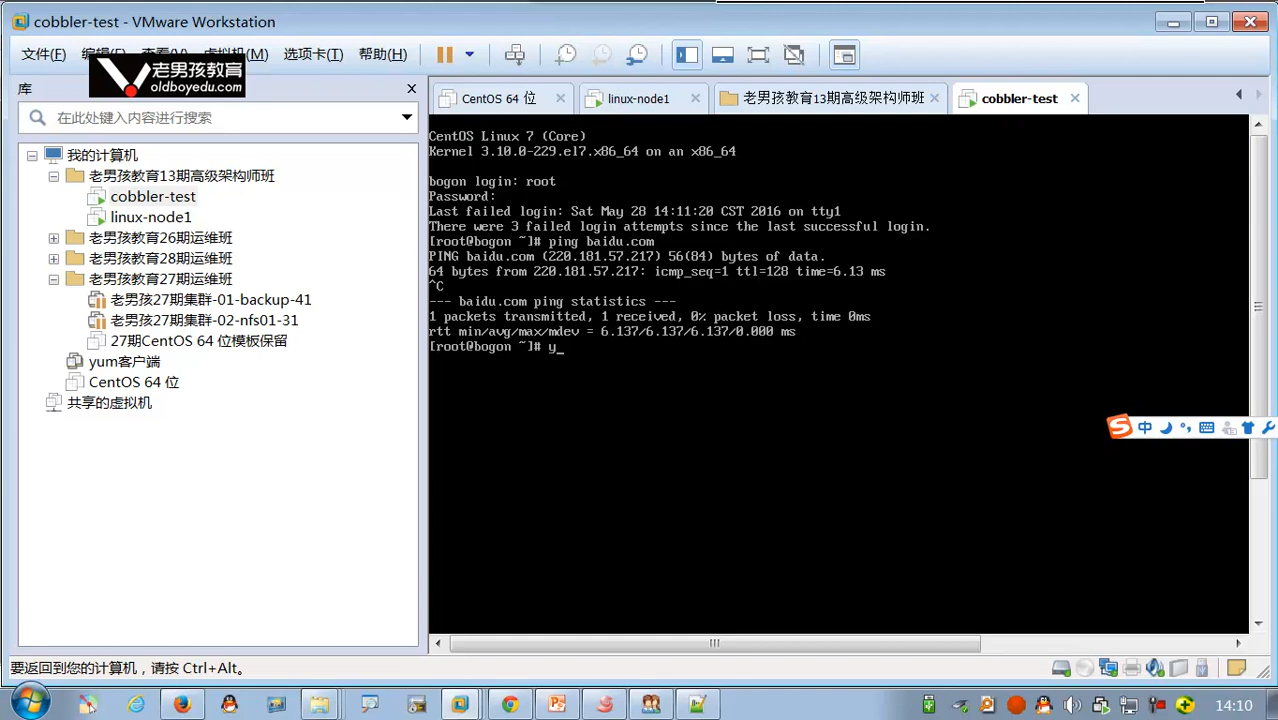 cobbler-test - VMware Workstation
文件(F) 编辑(E) 查看(V) 虚拟机(M) 选项卡(T) 帮助(H)
老男孩教育
oldboyedu.com
库
在此处键入内容进行搜索
我的计算机
老男孩教育13期高级架构师班
cobbler-test
linux-node1
老男孩教育26期运维班
老男孩教育28期运维班
老男孩教育27期运维班
老男孩27期集群-01-backup-41
老男孩27期集群-02-nfs01-31
27期CentOS 64 位模板保留
yum客户端
CentOS 64 位
共享的虚拟机
CentOS 64 位 linux-node1 老男孩教育13期高级架构师班 cobbler-test
CentOS Linux 7 (Core)
Kernel 3.10.0-229.el7.x86_64 on an x86_64
bogon login: root
Password:
Last failed login: Sat May 28 14:11:20 CST 2016 on tty1
There were 3 failed login attempts since the last successful login.
[root@bogon ~]# ping baidu.com
PING baidu.com (220.181.57.217) 56(84) bytes of data.
64 bytes from 220.181.57.217: icmp_seq=1 ttl=128 time=6.13 ms
^C
--- baidu.com ping statistics ---
1 packets transmitted, 1 received, 0% packet loss, time 0ms
rtt min/avg/max/mdev = 6.137/6.137/6.137/0.000 ms
[root@bogon ~]# y_
中
要返回到您的计算机，请按 Ctrl+Alt。
14:10